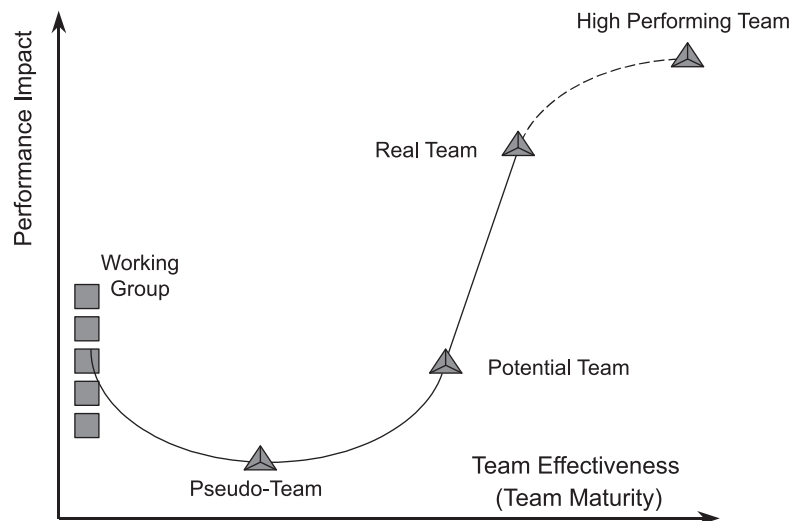 High Performing Team
Performance Impact
Real Team
Working
Group
Potential Team
Team Effectiveness
(Team Maturity)
Pseudo-Team